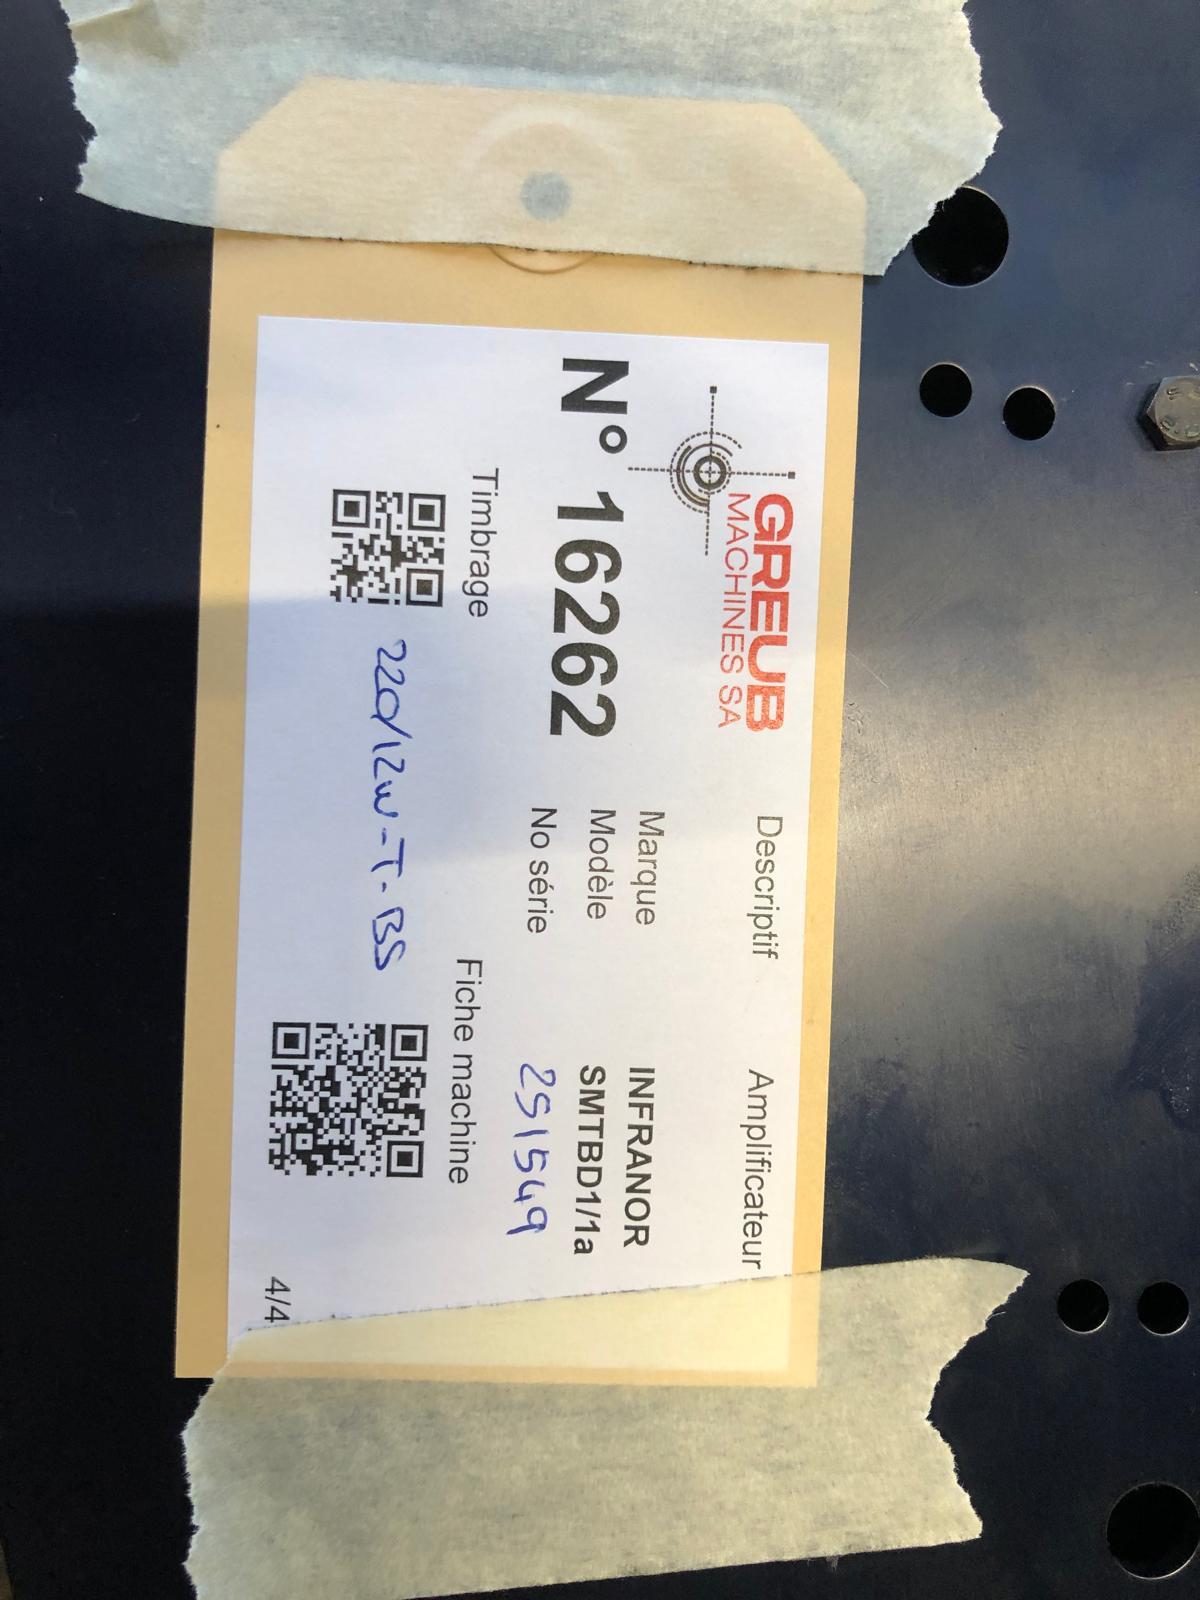 GREUB
MACHINES SA
Descriptif Amplificateur
N° 16262
Marque INFRANOR
Modèle SMTBD1/1a
No série 251549
Timbrage
Fiche machine
220/12W-T-BS
4/4